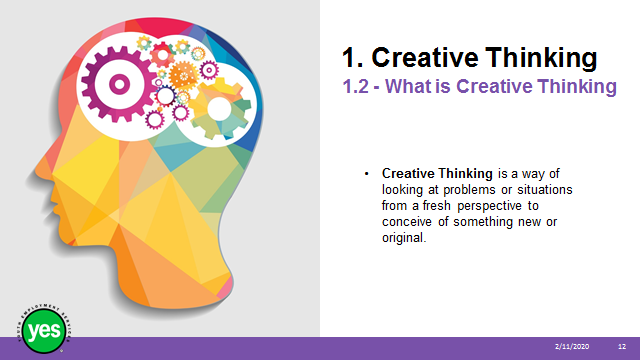 1. Creative Thinking
1.2 - What is Creative Thinking
• Creative Thinking is a way of
looking at problems or situations
from a fresh perspective to
conceive of something new or
original.
YOUTH EMPLOYMENT SERVICES
yes
2/11/2020 12